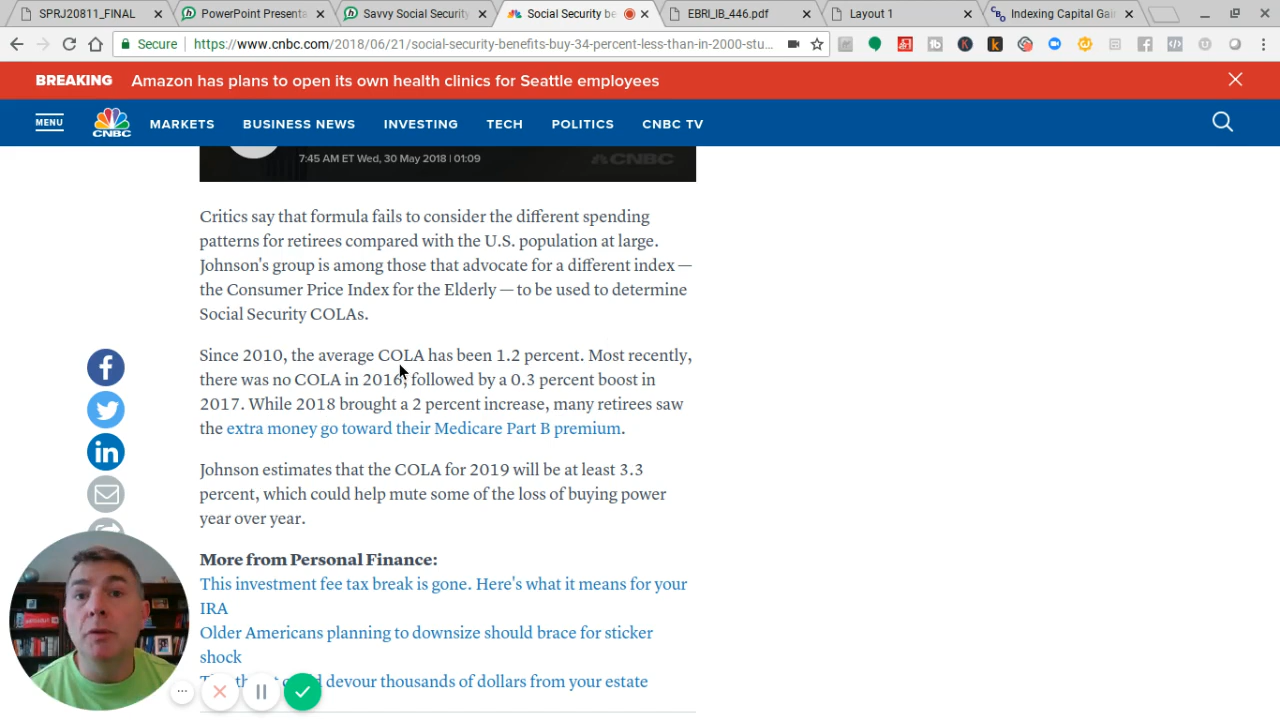 SPRJ20811_FINAL
PowerPoint Presenta
Savvy Social Security
Social Security be
EBRI_IB_446.pdf
Layout 1
Indexing Capital Gai
Secure
https://www.cnbc.com/2018/06/21/social-security-benefits-buy-34-percent-less-than-in-2000-stu...
BREAKING Amazon has plans to open its own health clinics for Seattle employees
MENU
CNBC
MARKETS
BUSINESS NEWS
INVESTING
TECH
POLITICS
CNBC TV
7:45 AM ET Wed, 30 May 2018 | 01:09
CNBC
Critics say that formula fails to consider the different spending
patterns for retirees compared with the U.S. population at large.
Johnson's group is among those that advocate for a different index —
the Consumer Price Index for the Elderly — to be used to determine
Social Security COLAs.
Since 2010, the average COLA has been 1.2 percent. Most recently,
there was no COLA in 2016, followed by a 0.3 percent boost in
2017. While 2018 brought a 2 percent increase, many retirees saw
the extra money go toward their Medicare Part B premium.
Johnson estimates that the COLA for 2019 will be at least 3.3
percent, which could help mute some of the loss of buying power
year over year.
More from Personal Finance:
This investment fee tax break is gone. Here's what it means for your
IRA
Older Americans planning to downsize should brace for sticker
shock
devour thousands of dollars from your estate